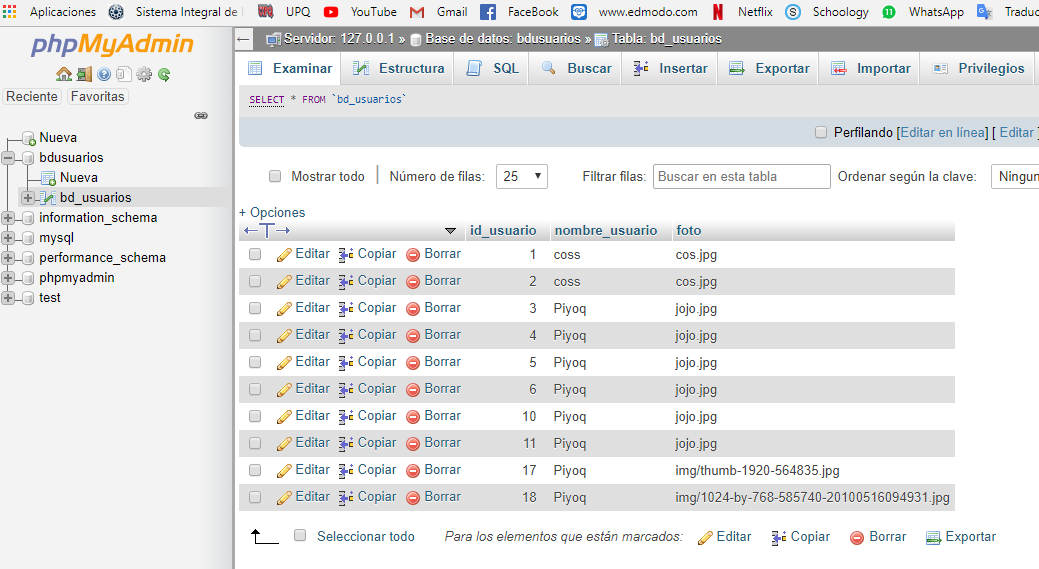 Aplicaciones Sistema Integral de UPQ YouTube Gmail FaceBook www.edmodo.com Netflix Schoology 11 WhatsApp Traduc
phpMyAdmin
Reciente Favoritas
Nueva
bdusuarios
Nueva
bd_usuarios
information_schema
mysql
performance_schema
phpmyadmin
test
Servidor: 127.0.0.1 » Base de datos: bdusuarios » Tabla: bd_usuarios
Examinar Estructura SQL Buscar Insertar Exportar Importar Privilegios
SELECT * FROM `bd_usuarios`
Perfilando [Editar en línea] [ Editar ]
Mostrar todo Número de filas: 25 Filtrar filas: Buscar en esta tabla Ordenar según la clave: Ningun
+ Opciones
←T→ id_usuario nombre_usuario foto
Editar Copiar Borrar 1 coss cos.jpg
Editar Copiar Borrar 2 coss cos.jpg
Editar Copiar Borrar 3 Piyoq jojo.jpg
Editar Copiar Borrar 4 Piyoq jojo.jpg
Editar Copiar Borrar 5 Piyoq jojo.jpg
Editar Copiar Borrar 6 Piyoq jojo.jpg
Editar Copiar Borrar 10 Piyoq jojo.jpg
Editar Copiar Borrar 11 Piyoq jojo.jpg
Editar Copiar Borrar 17 Piyoq img/thumb-1920-564835.jpg
Editar Copiar Borrar 18 Piyoq img/1024-by-768-585740-20100516094931.jpg
Seleccionar todo Para los elementos que están marcados: Editar Copiar Borrar Exportar